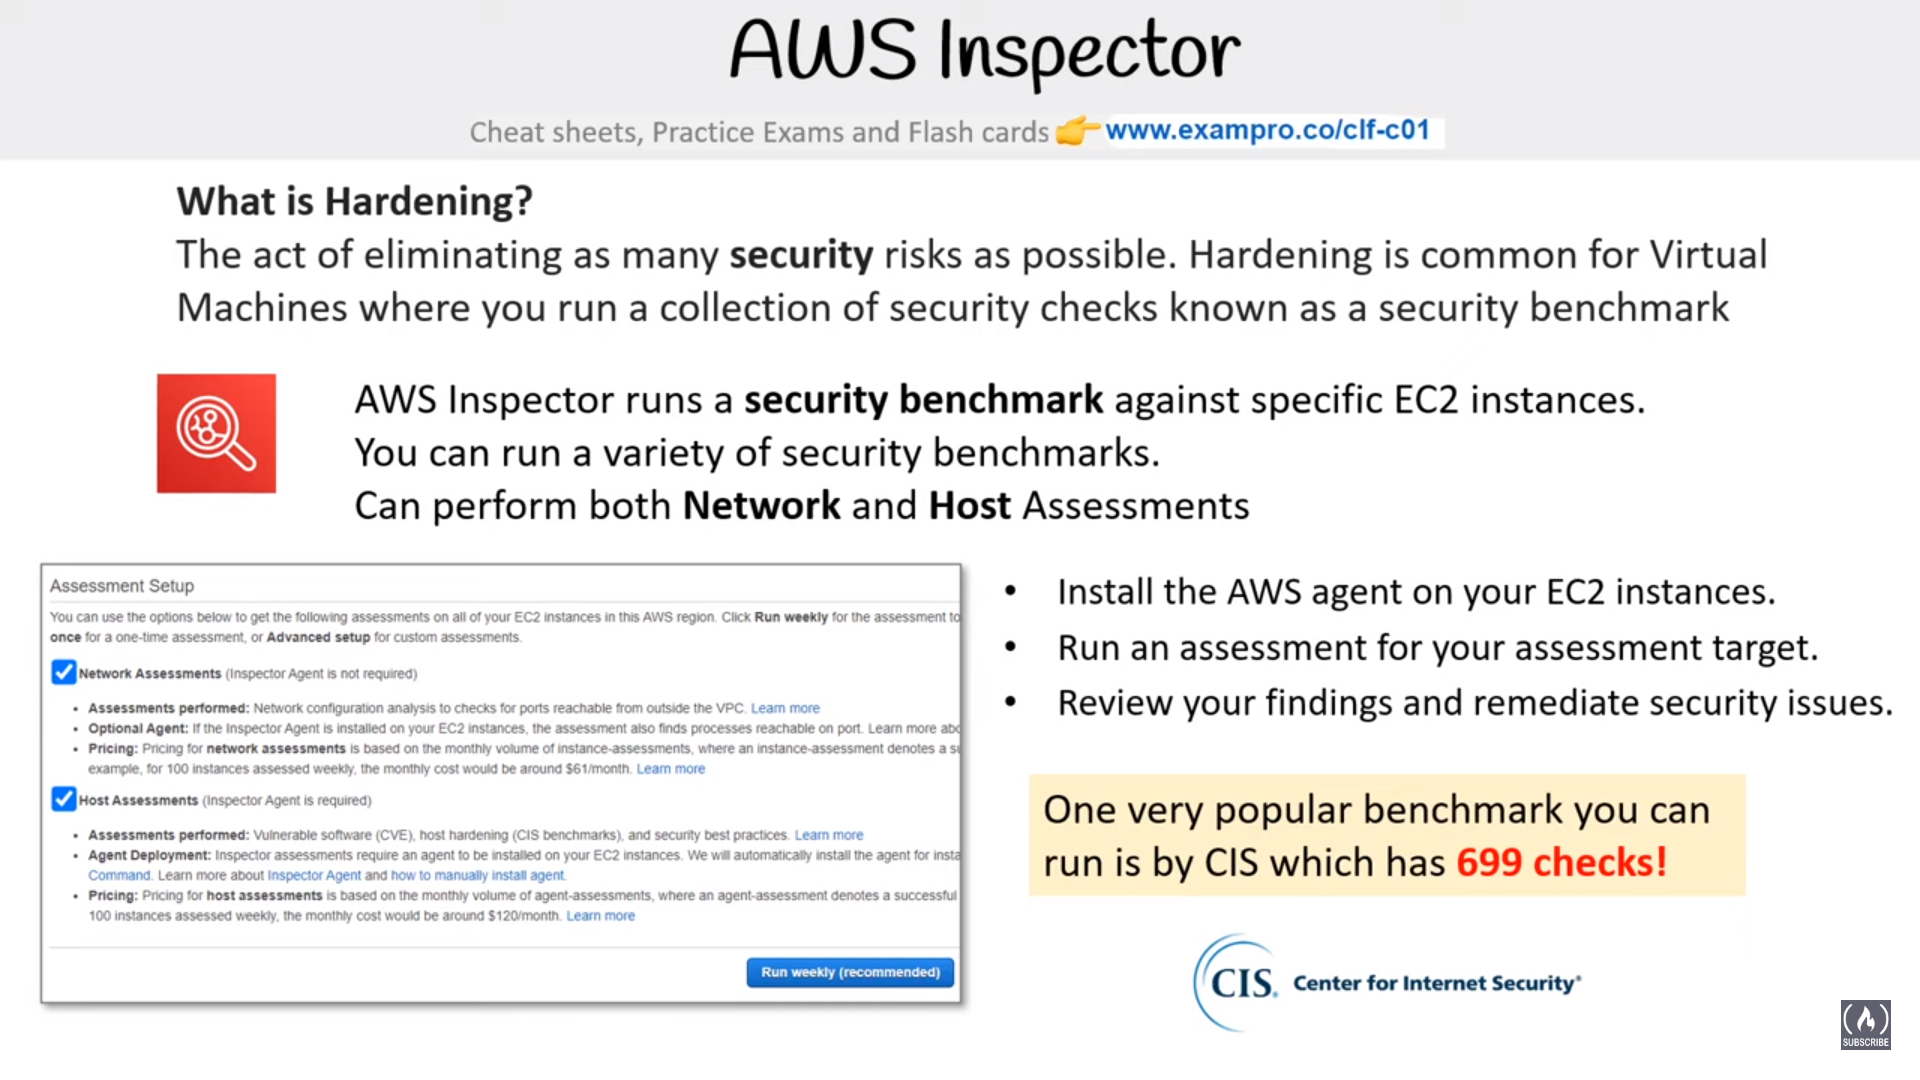 AWS Inspector
Cheat sheets, Practice Exams and Flash cards 👉 www.exampro.co/clf-c01
What is Hardening?
The act of eliminating as many security risks as possible. Hardening is common for Virtual
Machines where you run a collection of security checks known as a security benchmark
AWS Inspector runs a security benchmark against specific EC2 instances.
You can run a variety of security benchmarks.
Can perform both Network and Host Assessments
Assessment Setup
You can use the options below to get the following assessments on all of your EC2 instances in this AWS region. Click Run weekly for the assessment to
once for a one-time assessment, or Advanced setup for custom assessments.
Network Assessments (Inspector Agent is not required)
• Assessments performed: Network configuration analysis to checks for ports reachable from outside the VPC. Learn more
• Optional Agent: If the Inspector Agent is installed on your EC2 instances, the assessment also finds processes reachable on port. Learn more
• Pricing: Pricing for network assessments is based on the monthly volume of instance-assessments, where an instance-assessment denotes a
example, for 100 instances assessed weekly, the monthly cost would be around $61/month. Learn more
Host Assessments (Inspector Agent is required)
• Assessments performed: Vulnerable software (CVE), host hardening (CIS benchmarks), and security best practices. Learn more
• Agent Deployment: Inspector assessments require an agent to be installed on your EC2 instances. We will automatically install the agent for
Command. Learn more about Inspector Agent and how to manually install agent.
• Pricing: Pricing for host assessments is based on the monthly volume of agent-assessments, where an agent-assessment denotes a successful
100 instances assessed weekly, the monthly cost would be around $120/month. Learn more
Run weekly (recommended)
• Install the AWS agent on your EC2 instances.
• Run an assessment for your assessment target.
• Review your findings and remediate security issues.
One very popular benchmark you can
run is by CIS which has 699 checks!
CIS. Center for Internet Security®
SUBSCRIBE